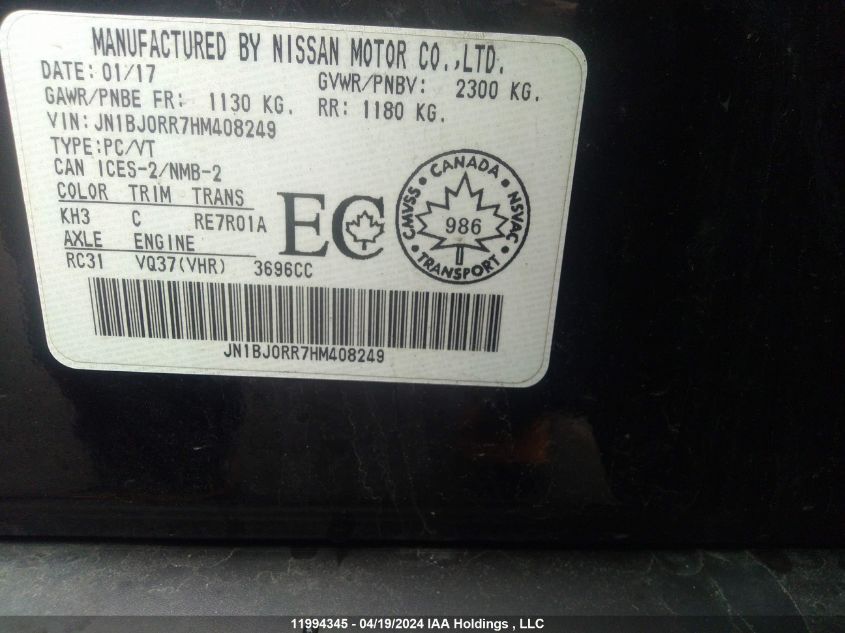 MANUFACTURED BY NISSAN MOTOR CO.,LTD.
DATE: 01/17 GVWR/PNBV: 2300 KG.
GAWR/PNBE FR: 1130 KG. RR: 1180 KG.
VIN: JN1BJ0RR7HM408249
TYPE:PC/VT
CAN ICES-2/NMB-2
COLOR TRIM TRANS
KH3 C RE7R01A
AXLE ENGINE
RC31 VQ37(VHR) 3696CC
EC
CANADA
CMVSS 986 NSVAC
TRANSPORT
JN1BJ0RR7HM408249
11994345 - 04/19/2024 IAA Holdings , LLC